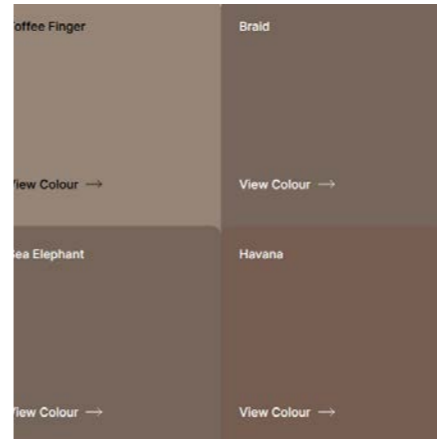 offee Finger
Braid
iew Colour →
View Colour →
ea Elephant
Havana
iew Colour →
View Colour →